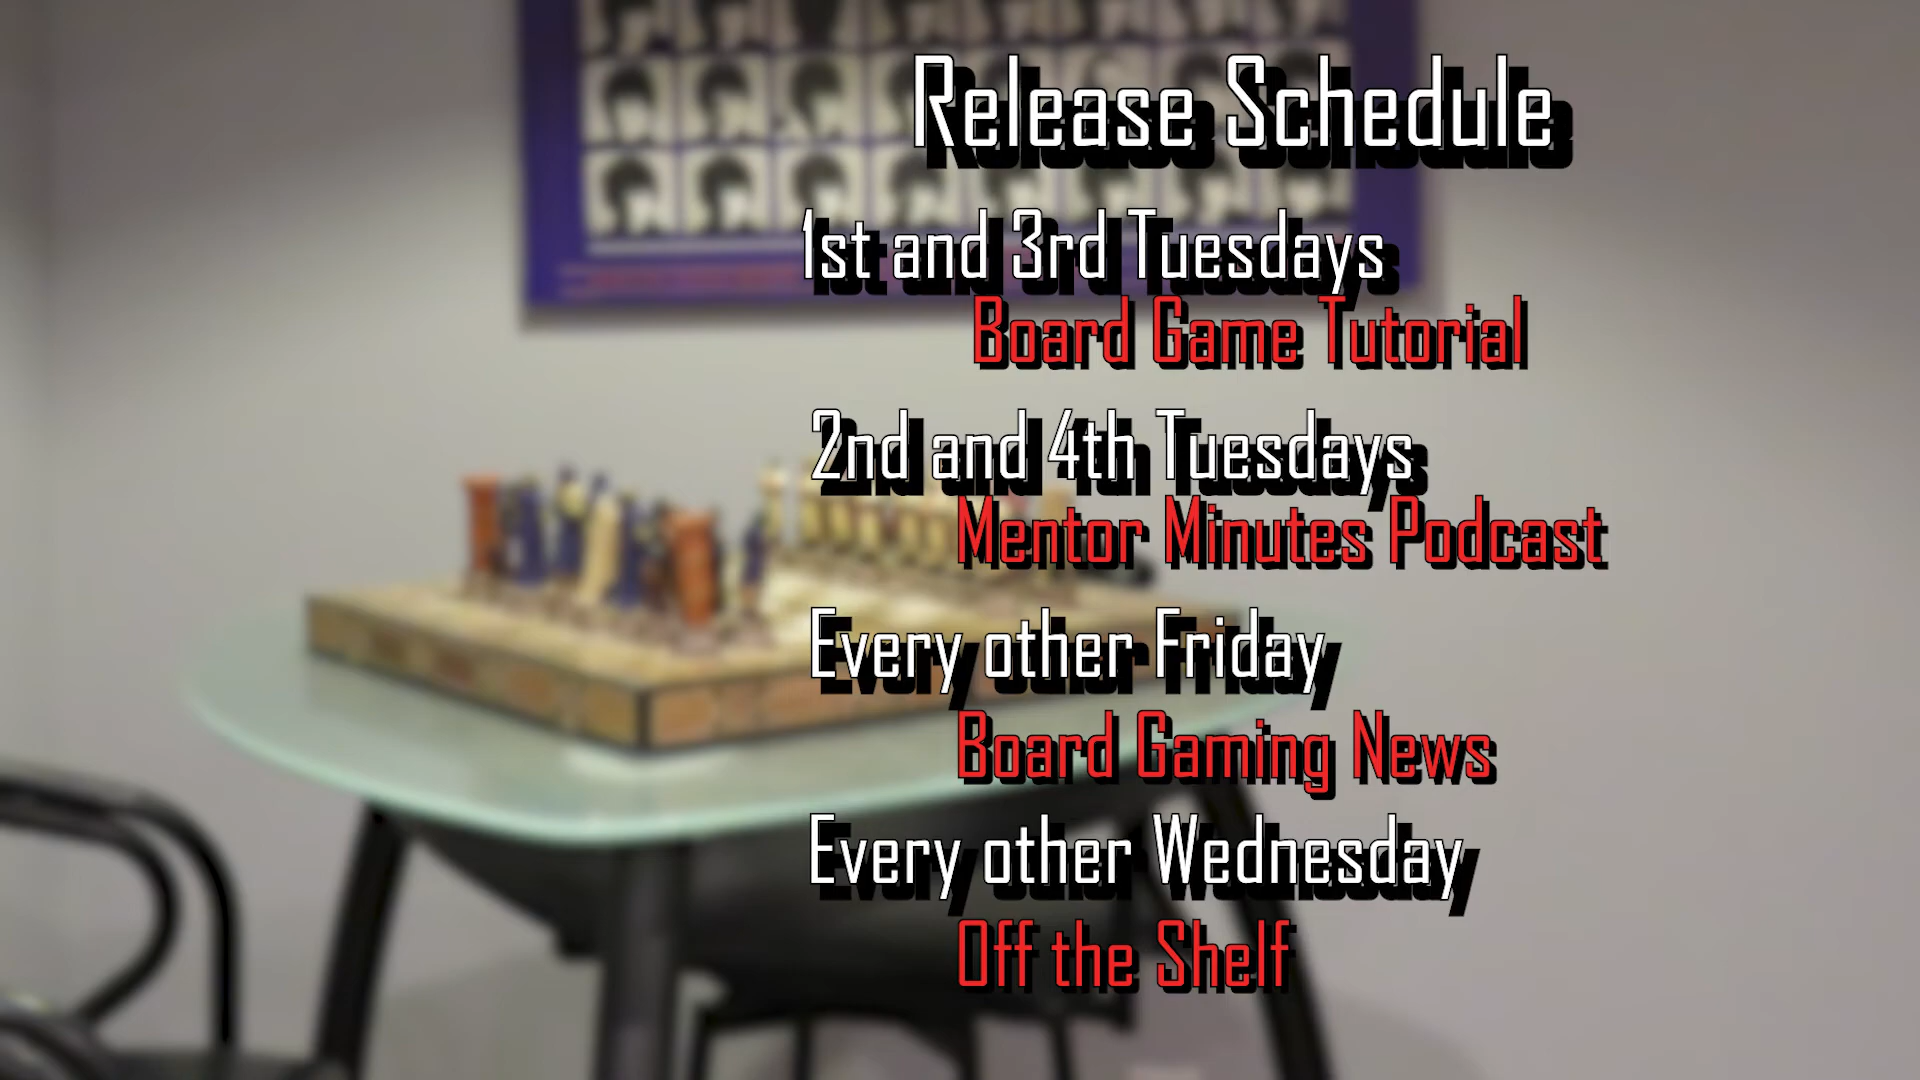 Release Schedule
1st and 3rd Tuesdays
Board Game Tutorial
2nd and 4th Tuesdays
Mentor Minutes Podcast
Every other Friday
Board Gaming News
Every other Wednesday
Off the Shelf